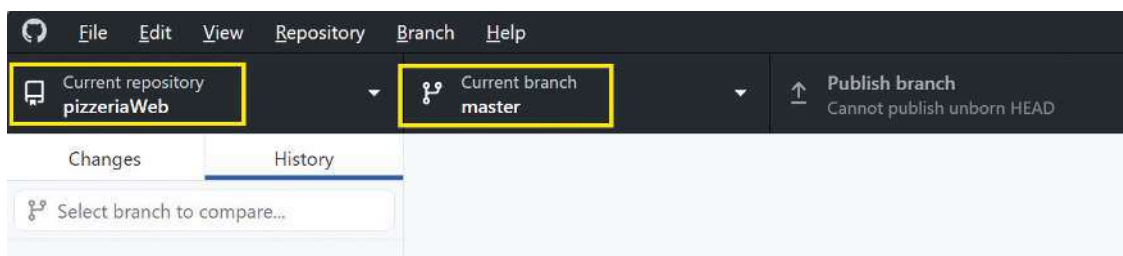 File Edit View Repository Branch Help
Current repository
pizzeriaWeb
Current branch
master
Publish branch
Cannot publish unborn HEAD
Changes History
Select branch to compare...